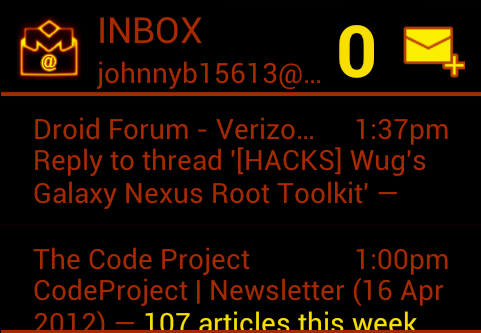 INBOX
0
johnnyb15613@...
@
Droid Forum - Verizo... 1:37pm
Reply to thread '[HACKS] Wug's
Galaxy Nexus Root Toolkit' —
The Code Project 1:00pm
CodeProject | Newsletter (16 Apr
2012) — 107 articles this week